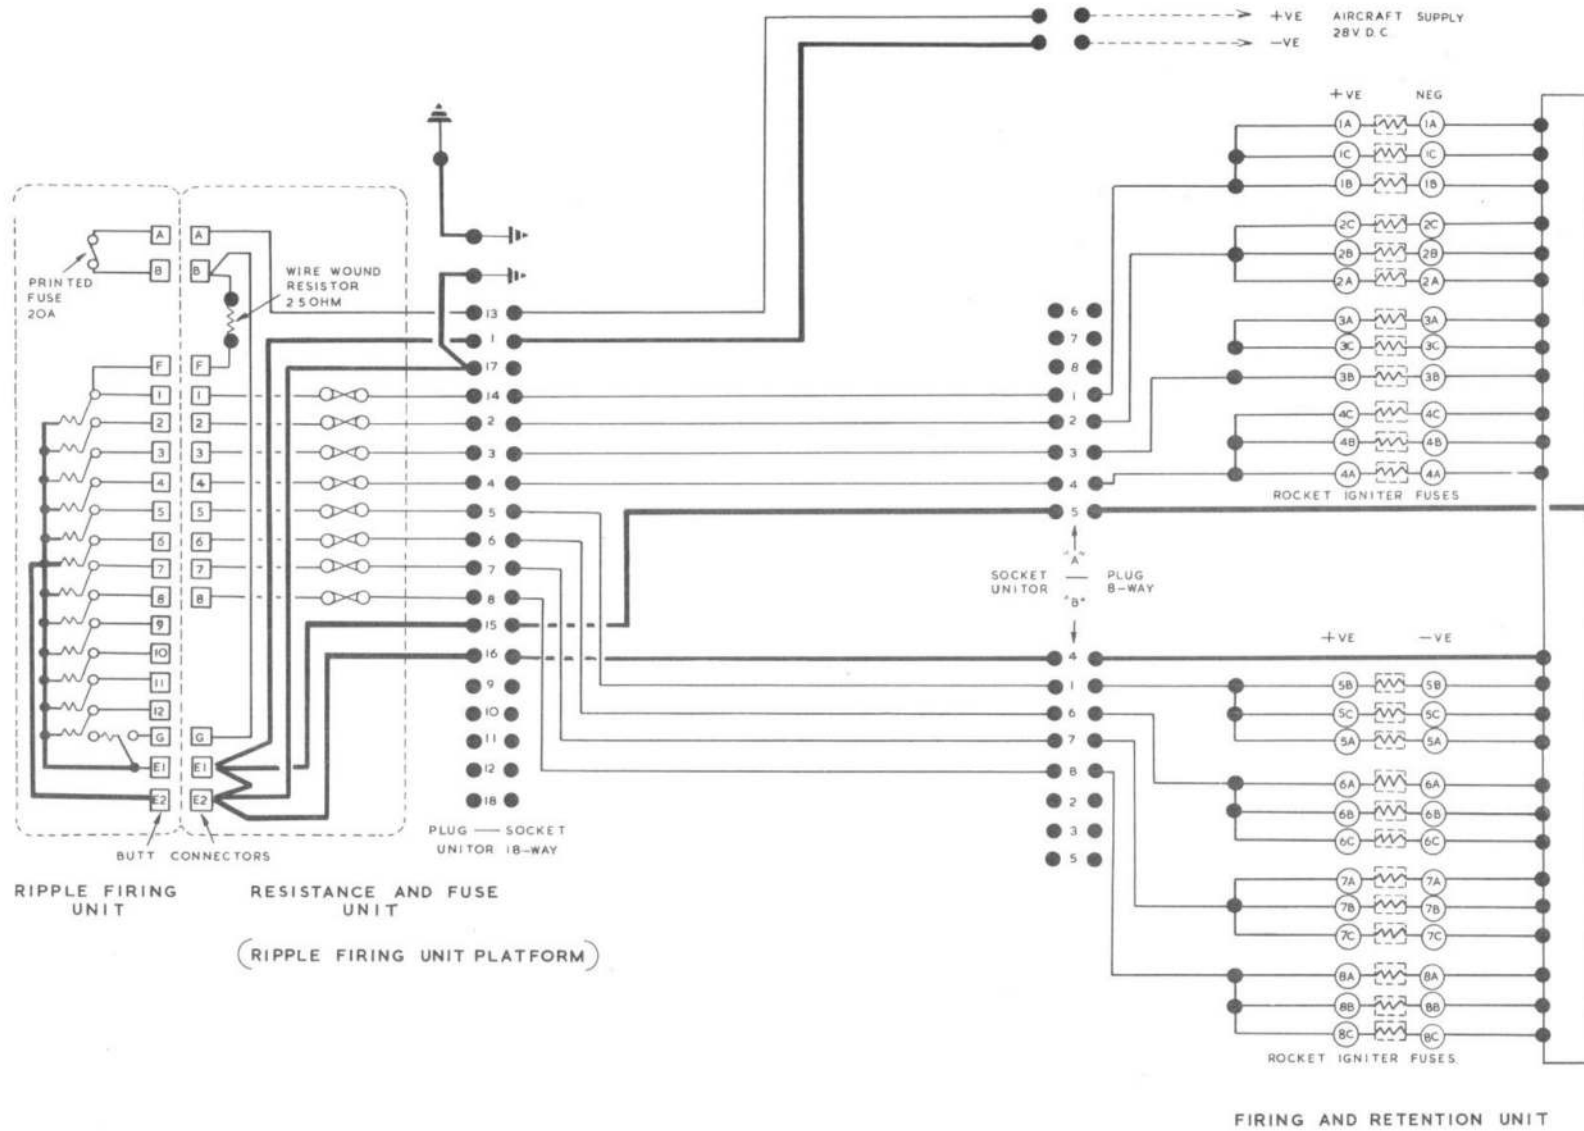 +VE AIRCRAFT SUPPLY
28V D.C.
-VE
+VE NEG
1A 1A
1C 1C
1B 1B
2C 2C
2B 2B
2A 2A
3A 3A
3C 3C
3B 3B
4C 4C
4B 4B
4A 4A
ROCKET IGNITER FUSES
A A
B B
PRINTED
FUSE
20A
WIRE WOUND
RESISTOR
2 5 OHM
F F
1 1
2 2
3 3
4 4
5 5
6 6
7 7
8 8
9
10
11
12
G G
E1 E1
E2 E2
BUTT CONNECTORS
RIPPLE FIRING
UNIT
RESISTANCE AND FUSE
UNIT
(RIPPLE FIRING UNIT PLATFORM)
13
1
17
14
2
3
4
5
6
7
8
15
16
9
10
11
12
18
PLUG — SOCKET
UNITOR 18-WAY
6
7
8
1
2
3
4
5
"A"
SOCKET — PLUG
UNITOR 8-WAY
"B"
4
1
6
7
8
2
3
5
+VE -VE
5B 5B
5C 5C
5A 5A
6A 6A
6B 6B
6C 6C
7A 7A
7B 7B
7C 7C
8A 8A
8B 8B
8C 8C
ROCKET IGNITER FUSES
FIRING AND RETENTION UNIT